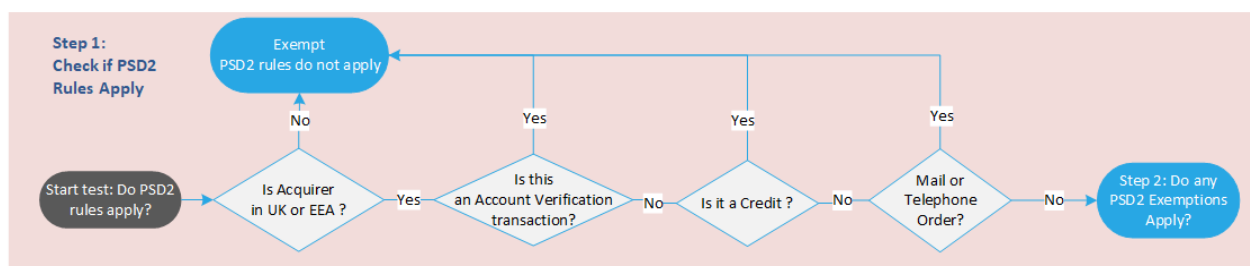 Step 1:
Check if PSD2
Rules Apply
Exempt
PSD2 rules do not apply
No
Yes
Yes
Yes
Start test: Do PSD2
rules apply?
Is Acquirer
in UK or EEA ?
Yes
Is this
an Account Verification
transaction?
No
Is it a Credit ?
No
Mail or
Telephone
Order?
No
Step 2: Do any
PSD2 Exemptions
Apply?